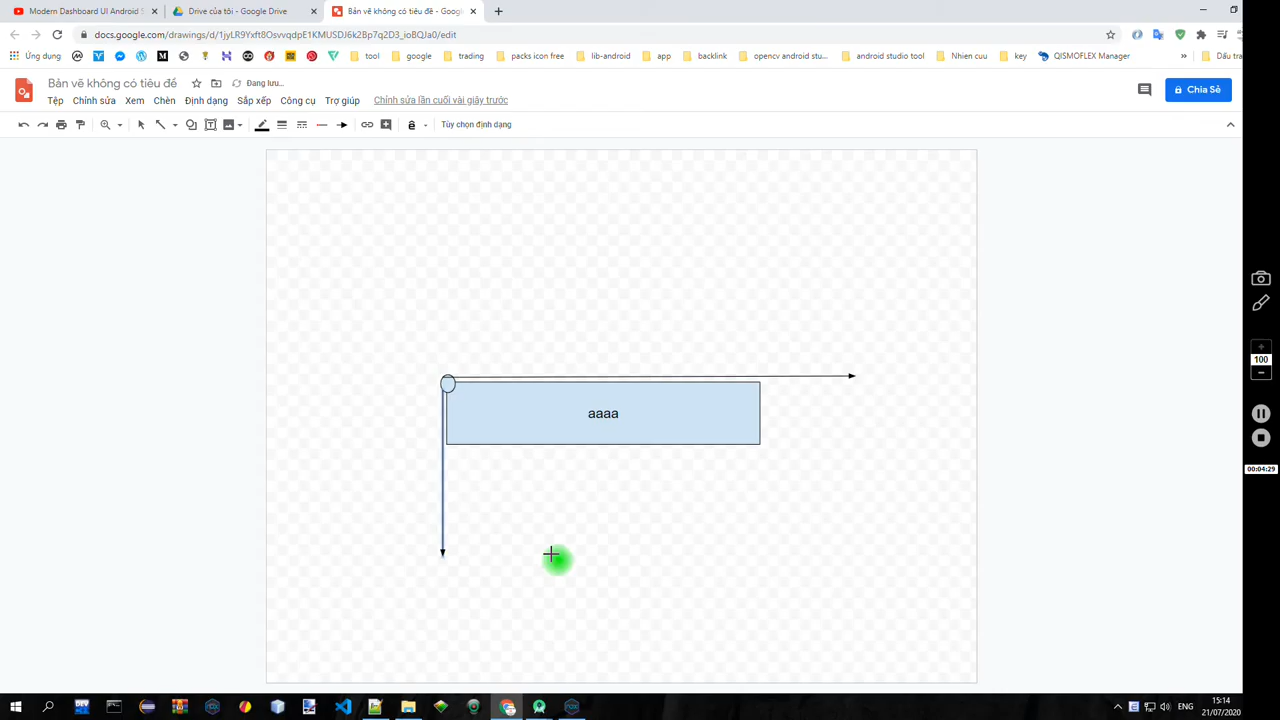 Modern Dashboard UI Android S
Drive của tôi - Google Drive
Bản vẽ không có tiêu đề - Goog
docs.google.com/drawings/d/1jyLR9Yxft8OsvvqdpE1KMUSDJ6k2Bp7q2D3_ioBQJa0/edit
Ứng dụng
tool
google
trading
packs icon free
lib-android
app
backlink
opencv android stu...
android studio tool
Nhien cuu
key
QISMOFLEX Manager
»
Dấu tra
Bản vẽ không có tiêu đề
Đang lưu...
Tệp Chỉnh sửa Xem Chèn Định dạng Sắp xếp Công cụ Trợ giúp Chỉnh sửa lần cuối vài giây trước
Chia Sẻ
Tùy chọn định dạng
100
aaaa
00:04:29
DEV
ENG
15:14
21/07/2020